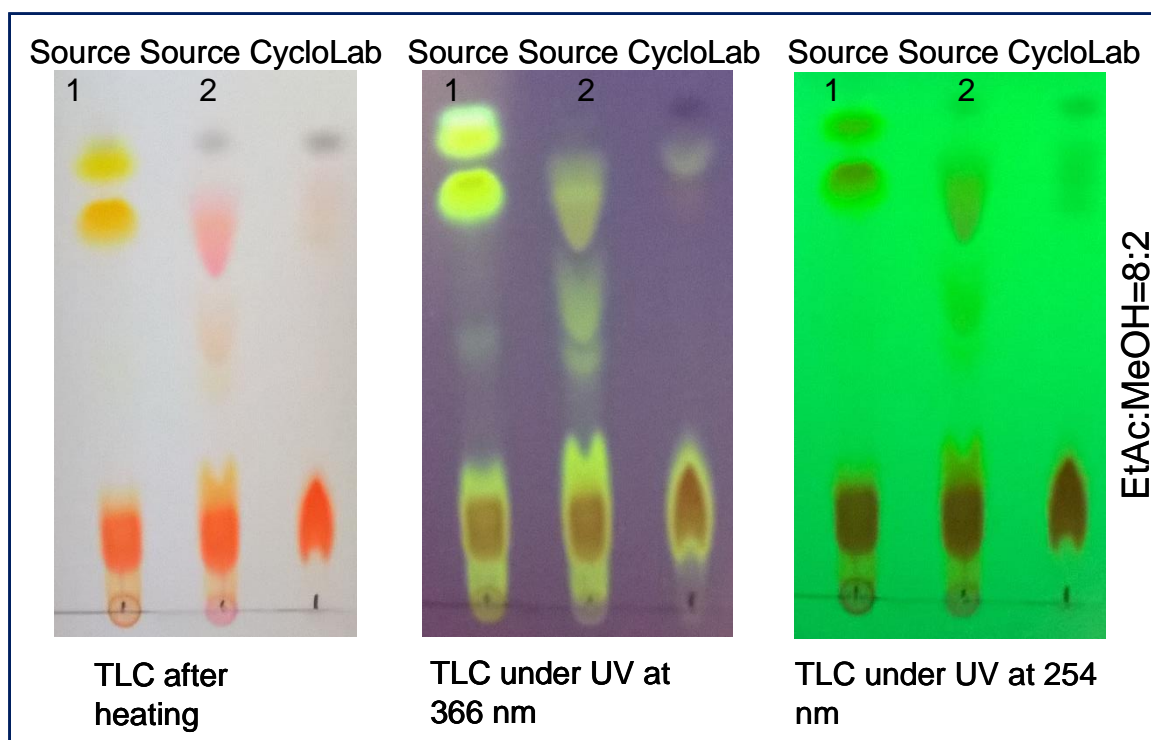 Source Source CycloLab
1 2
Source Source CycloLab
1 2
Source Source CycloLab
1 2
EtAc:MeOH=8:2
TLC after
heating
TLC under UV at
366 nm
TLC under UV at 254
nm